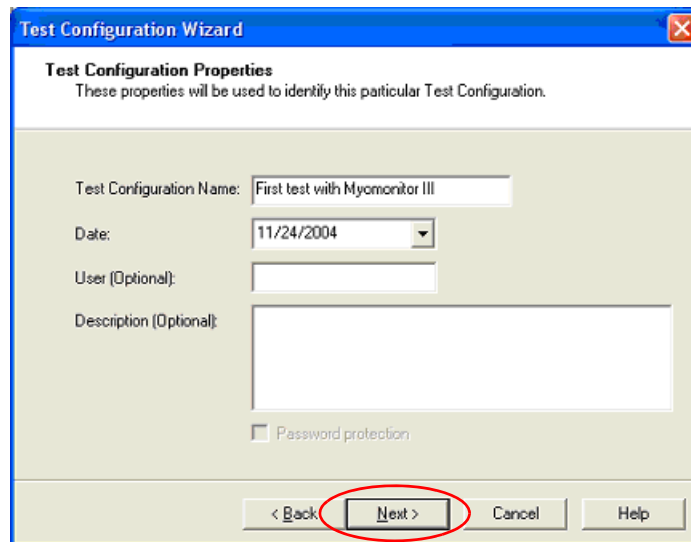 Test Configuration Wizard
Test Configuration Properties
These properties will be used to identify this particular Test Configuration.
Test Configuration Name: First test with Myomonitor III
Date: 11/24/2004
User (Optional):
Description (Optional):
Password protection
< Back Next > Cancel Help